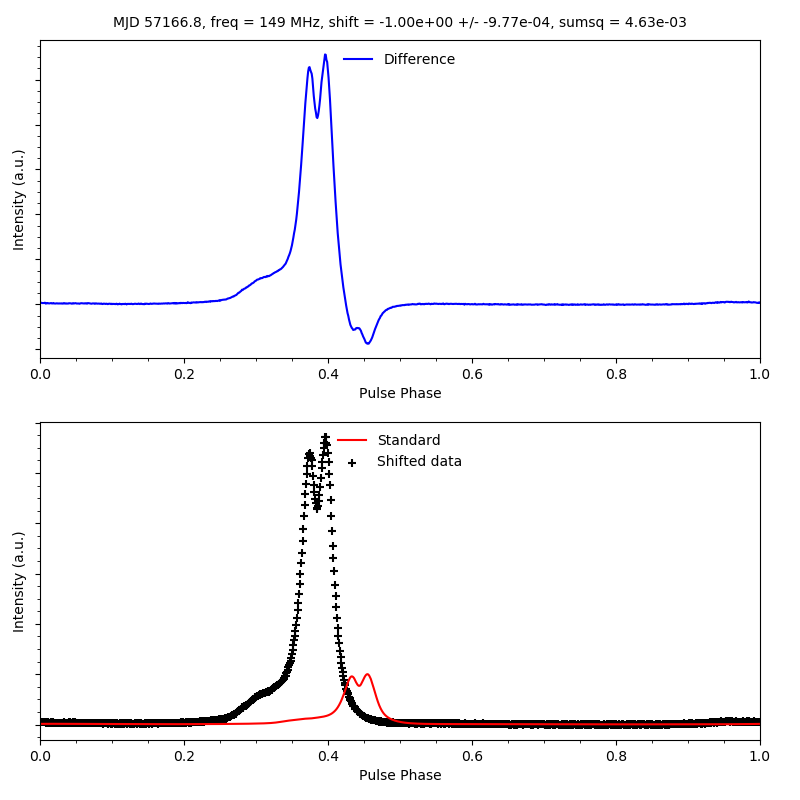 MJD 57166.8, freq = 149 MHz, shift = -1.00e+00 +/- -9.77e-04, sumsq = 4.63e-03
Difference
Intensity (a.u.)
0.0 0.2 0.4 0.6 0.8 1.0
Pulse Phase
Standard
Shifted data
Intensity (a.u.)
0.0 0.2 0.4 0.6 0.8 1.0
Pulse Phase